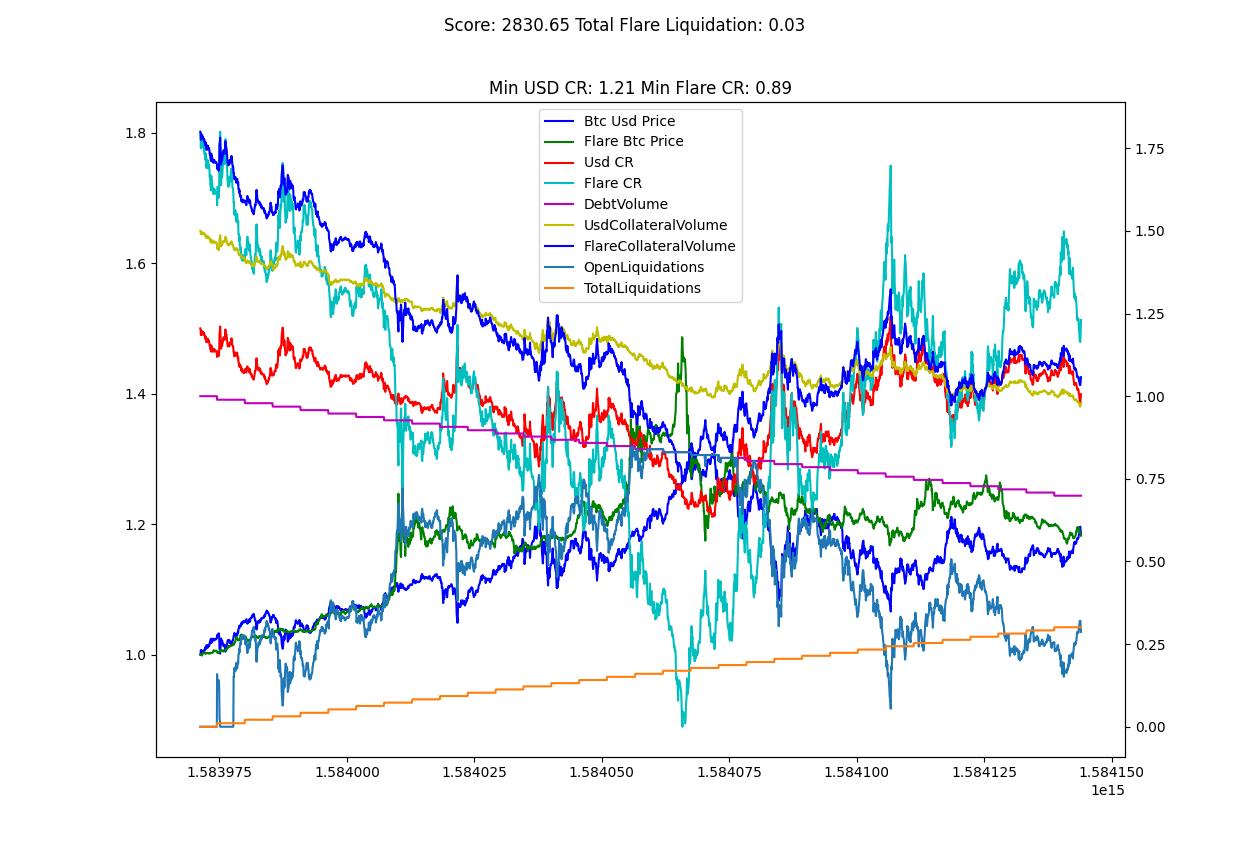 Score: 2830.65 Total Flare Liquidation: 0.03
Min USD CR: 1.21 Min Flare CR: 0.89
Btc Usd Price
Flare Btc Price
Usd CR
Flare CR
DebtVolume
UsdCollateralVolume
FlareCollateralVolume
OpenLiquidations
TotalLiquidations
1.8
1.6
1.4
1.2
1.0
1.75
1.50
1.25
1.00
0.75
0.50
0.25
0.00
1.583975 1.584000 1.584025 1.584050 1.584075 1.584100 1.584125 1.584150
1e15